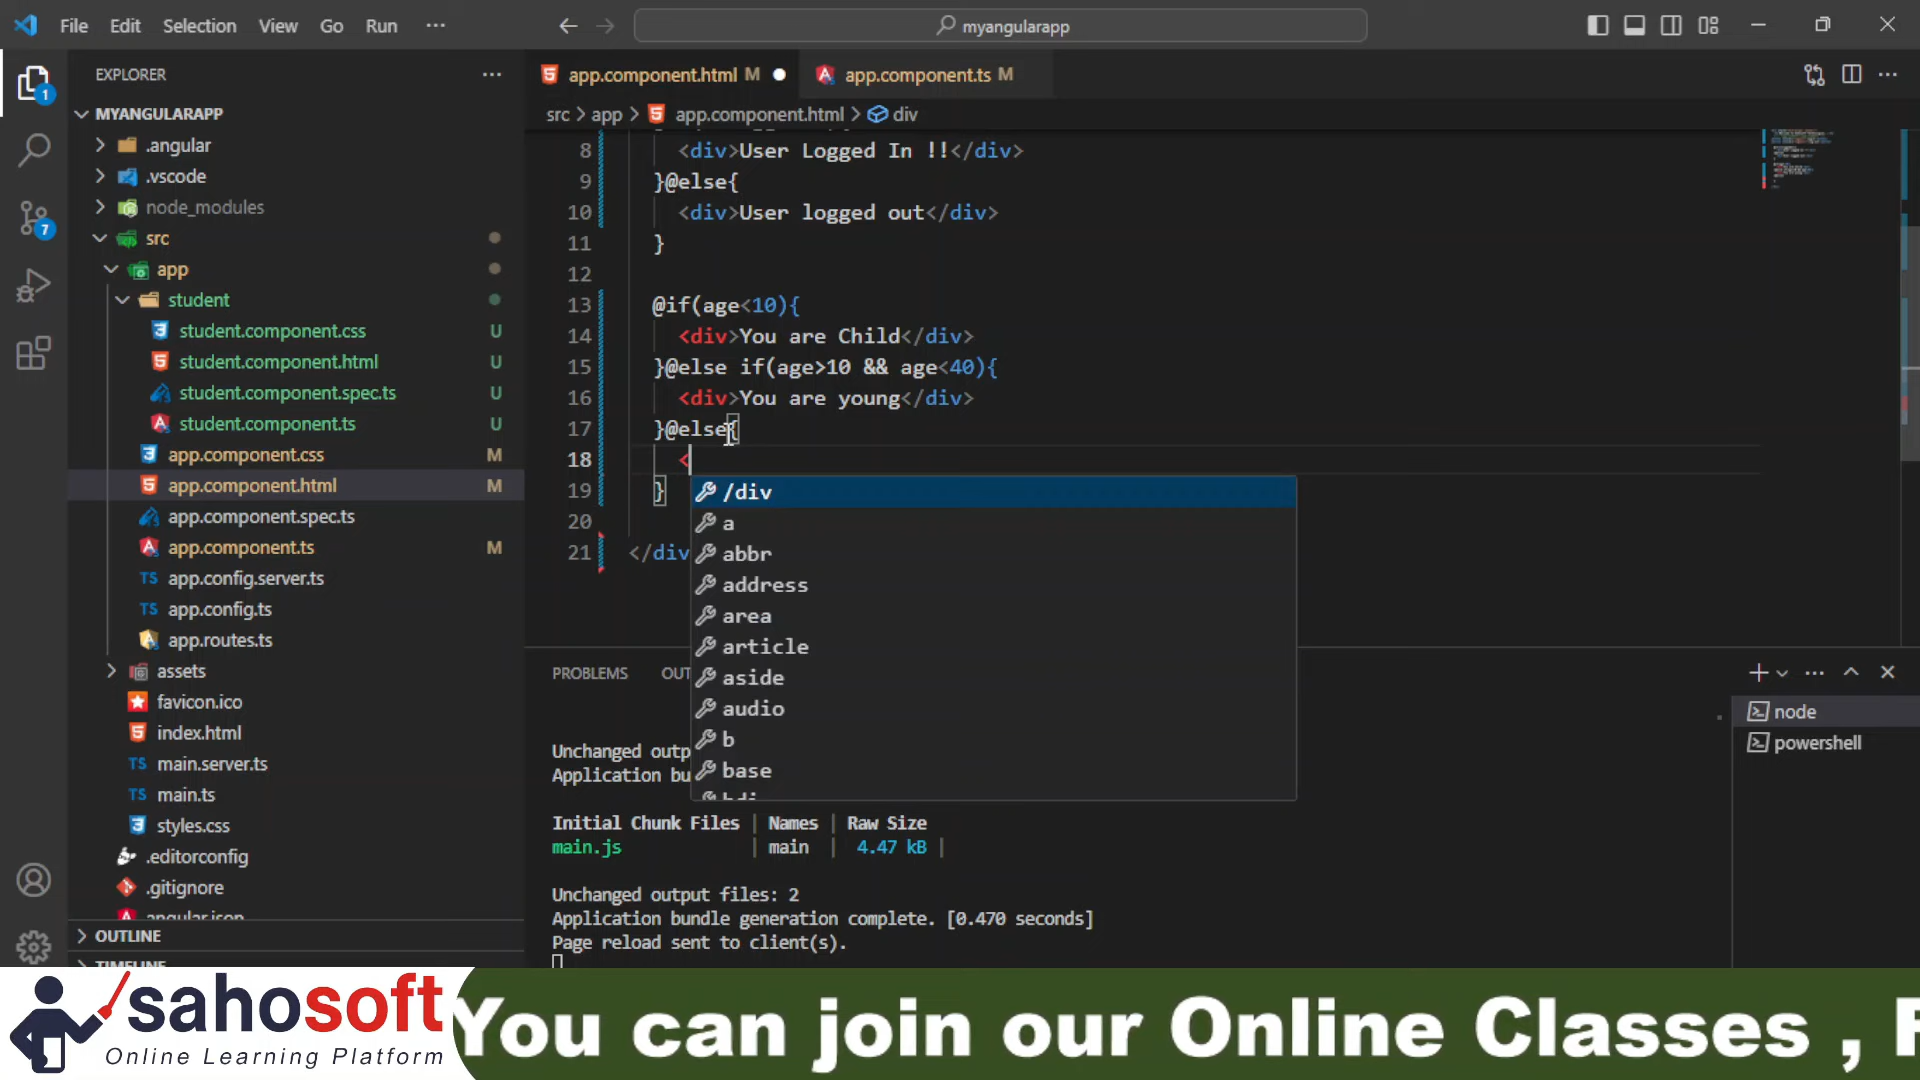 File Edit Selection View Go Run ···
myangularapp
EXPLORER
MYANGULARAPP
.angular
.vscode
node_modules
src
app
student
student.component.css U
student.component.html U
student.component.spec.ts U
student.component.ts U
app.component.css M
app.component.html M
app.component.spec.ts
app.component.ts M
app.config.server.ts
app.config.ts
app.routes.ts
assets
favicon.ico
index.html
main.server.ts
main.ts
styles.css
.editorconfig
.gitignore
angular.json
OUTLINE
TIMELINE
1
7
app.component.html M
app.component.ts M
src > app > app.component.html > div
8 <div>User Logged In !!</div>
9 }@else{
10 <div>User logged out</div>
11 }
12
13 @if(age<10){
14 <div>You are Child</div>
15 }@else if(age>10 && age<40){
16 <div>You are young</div>
17 }@else{
18 <
19 }
20
21 </div
/div
a
abbr
address
area
article
aside
audio
b
base
bdi
PROBLEMS OU
Unchanged outp
Application bu
Initial Chunk Files | Names | Raw Size
main.js | main | 4.47 kB |
Unchanged output files: 2
Application bundle generation complete. [0.470 seconds]
Page reload sent to client(s).
node
powershell
sahosoft
Online Learning Platform
You can join our Online Classes , F